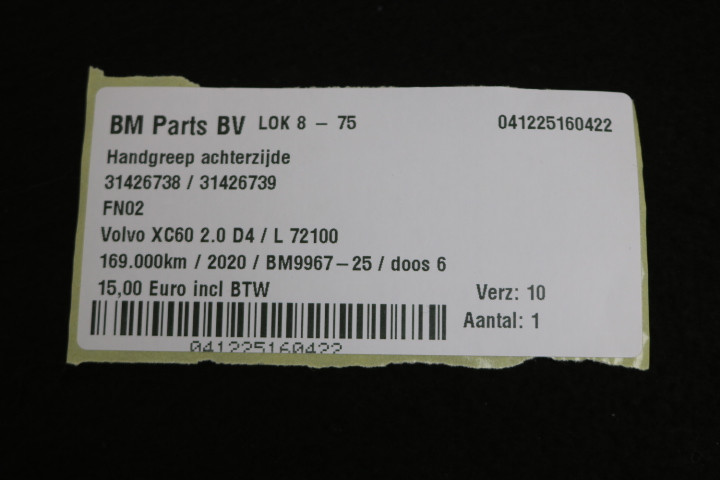 BM Parts BV LOK 8 - 75 041225160422
Handgreep achterzijde
31426738 / 31426739
FN02
Volvo XC60 2.0 D4 / L 72100
169.000km / 2020 / BM9967-25 / doos 6
15,00 Euro incl BTW Verz: 10
Aantal: 1
041225160422